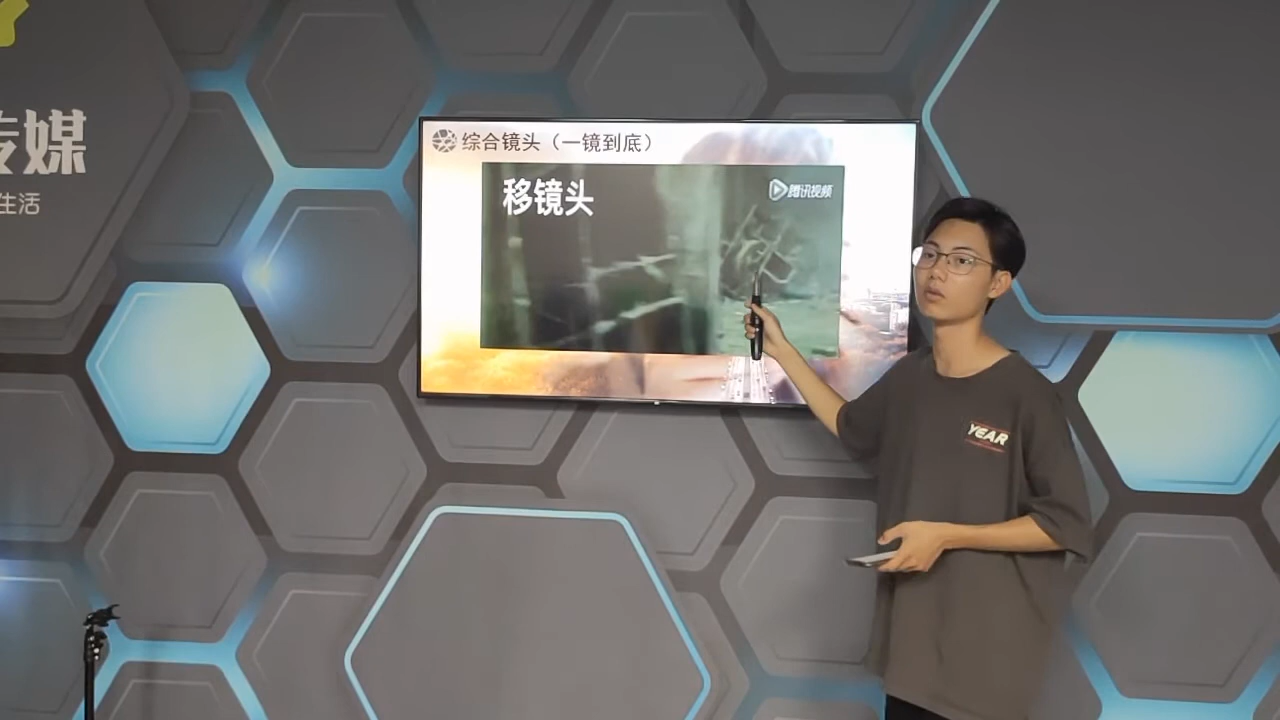 传媒
生活
综合镜头（一镜到底）
移镜头
腾讯视频
YEAR